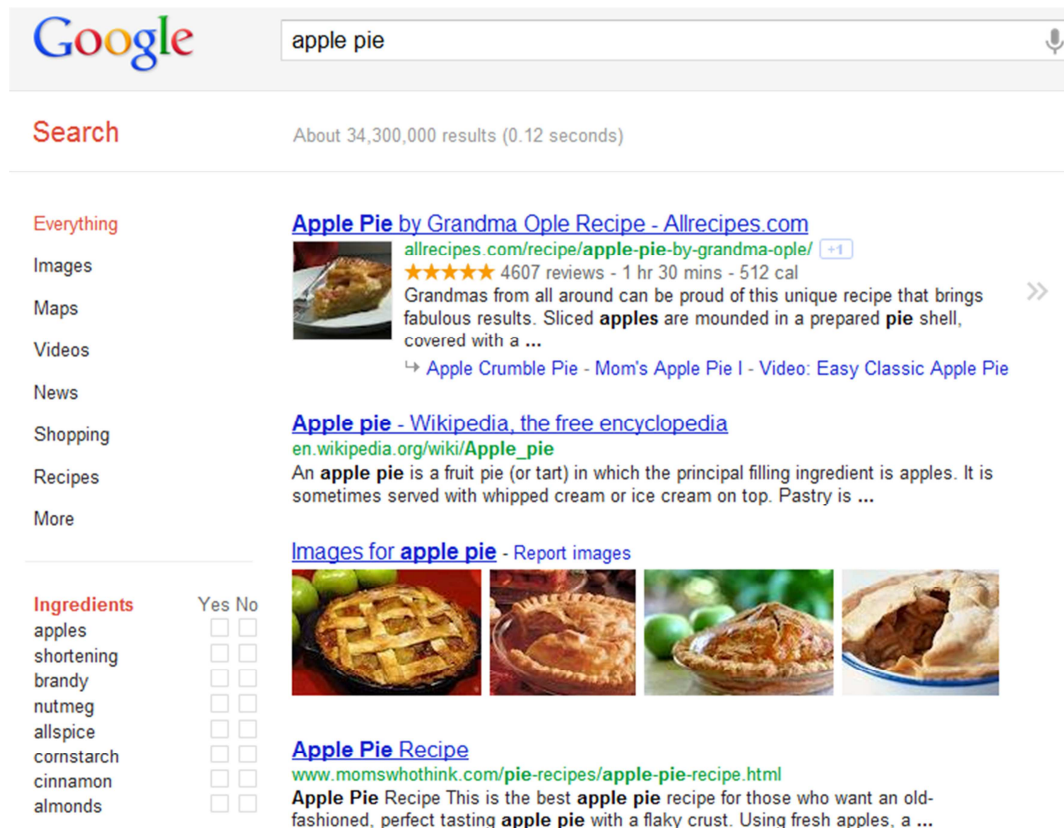 Google
apple pie
Search
About 34,300,000 results (0.12 seconds)
Everything
Images
Maps
Videos
News
Shopping
Recipes
More
Ingredients Yes No
apples
shortening
brandy
nutmeg
allspice
cornstarch
cinnamon
almonds
Apple Pie by Grandma Ople Recipe - Allrecipes.com
allrecipes.com/recipe/apple-pie-by-grandma-ople/ +1
★★★★★ 4607 reviews - 1 hr 30 mins - 512 cal
Grandmas from all around can be proud of this unique recipe that brings
fabulous results. Sliced apples are mounded in a prepared pie shell,
covered with a ...
↳ Apple Crumble Pie - Mom's Apple Pie I - Video: Easy Classic Apple Pie
Apple pie - Wikipedia, the free encyclopedia
en.wikipedia.org/wiki/Apple_pie
An apple pie is a fruit pie (or tart) in which the principal filling ingredient is apples. It is
sometimes served with whipped cream or ice cream on top. Pastry is ...
Images for apple pie - Report images
Apple Pie Recipe
www.momswhothink.com/pie-recipes/apple-pie-recipe.html
Apple Pie Recipe This is the best apple pie recipe for those who want an old-
fashioned, perfect tasting apple pie with a flaky crust. Using fresh apples, a ...